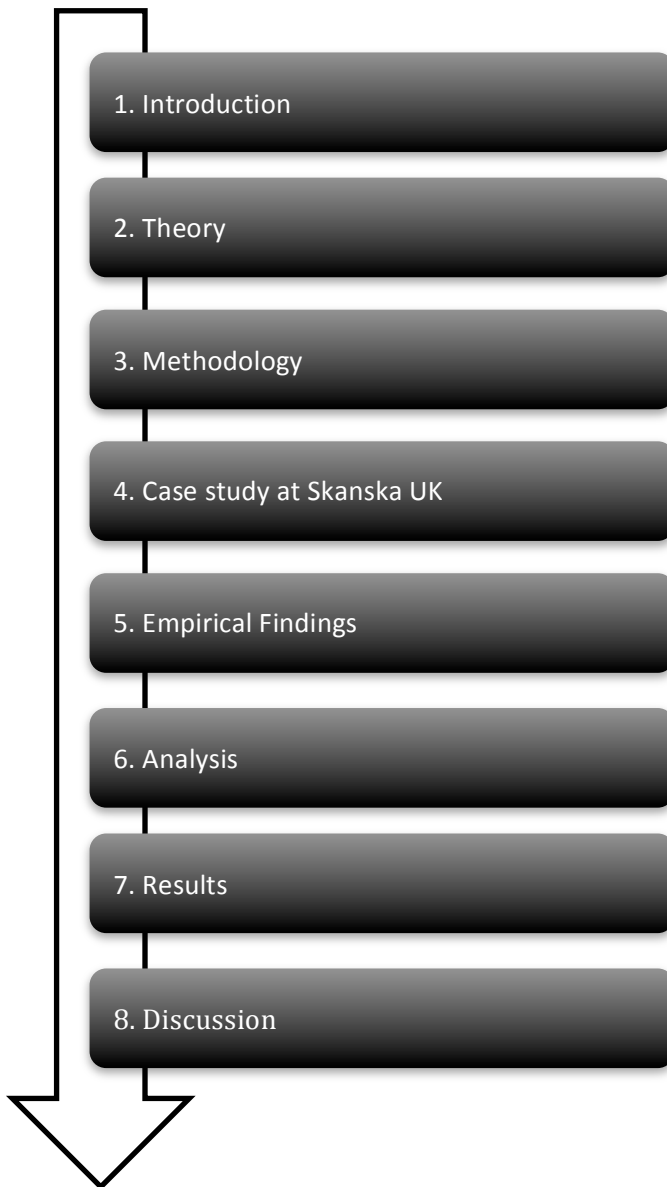 1. Introduction
2. Theory
3. Methodology
4. Case study at Skanska UK
5. Empirical Findings
6. Analysis
7. Results
8. Discussion